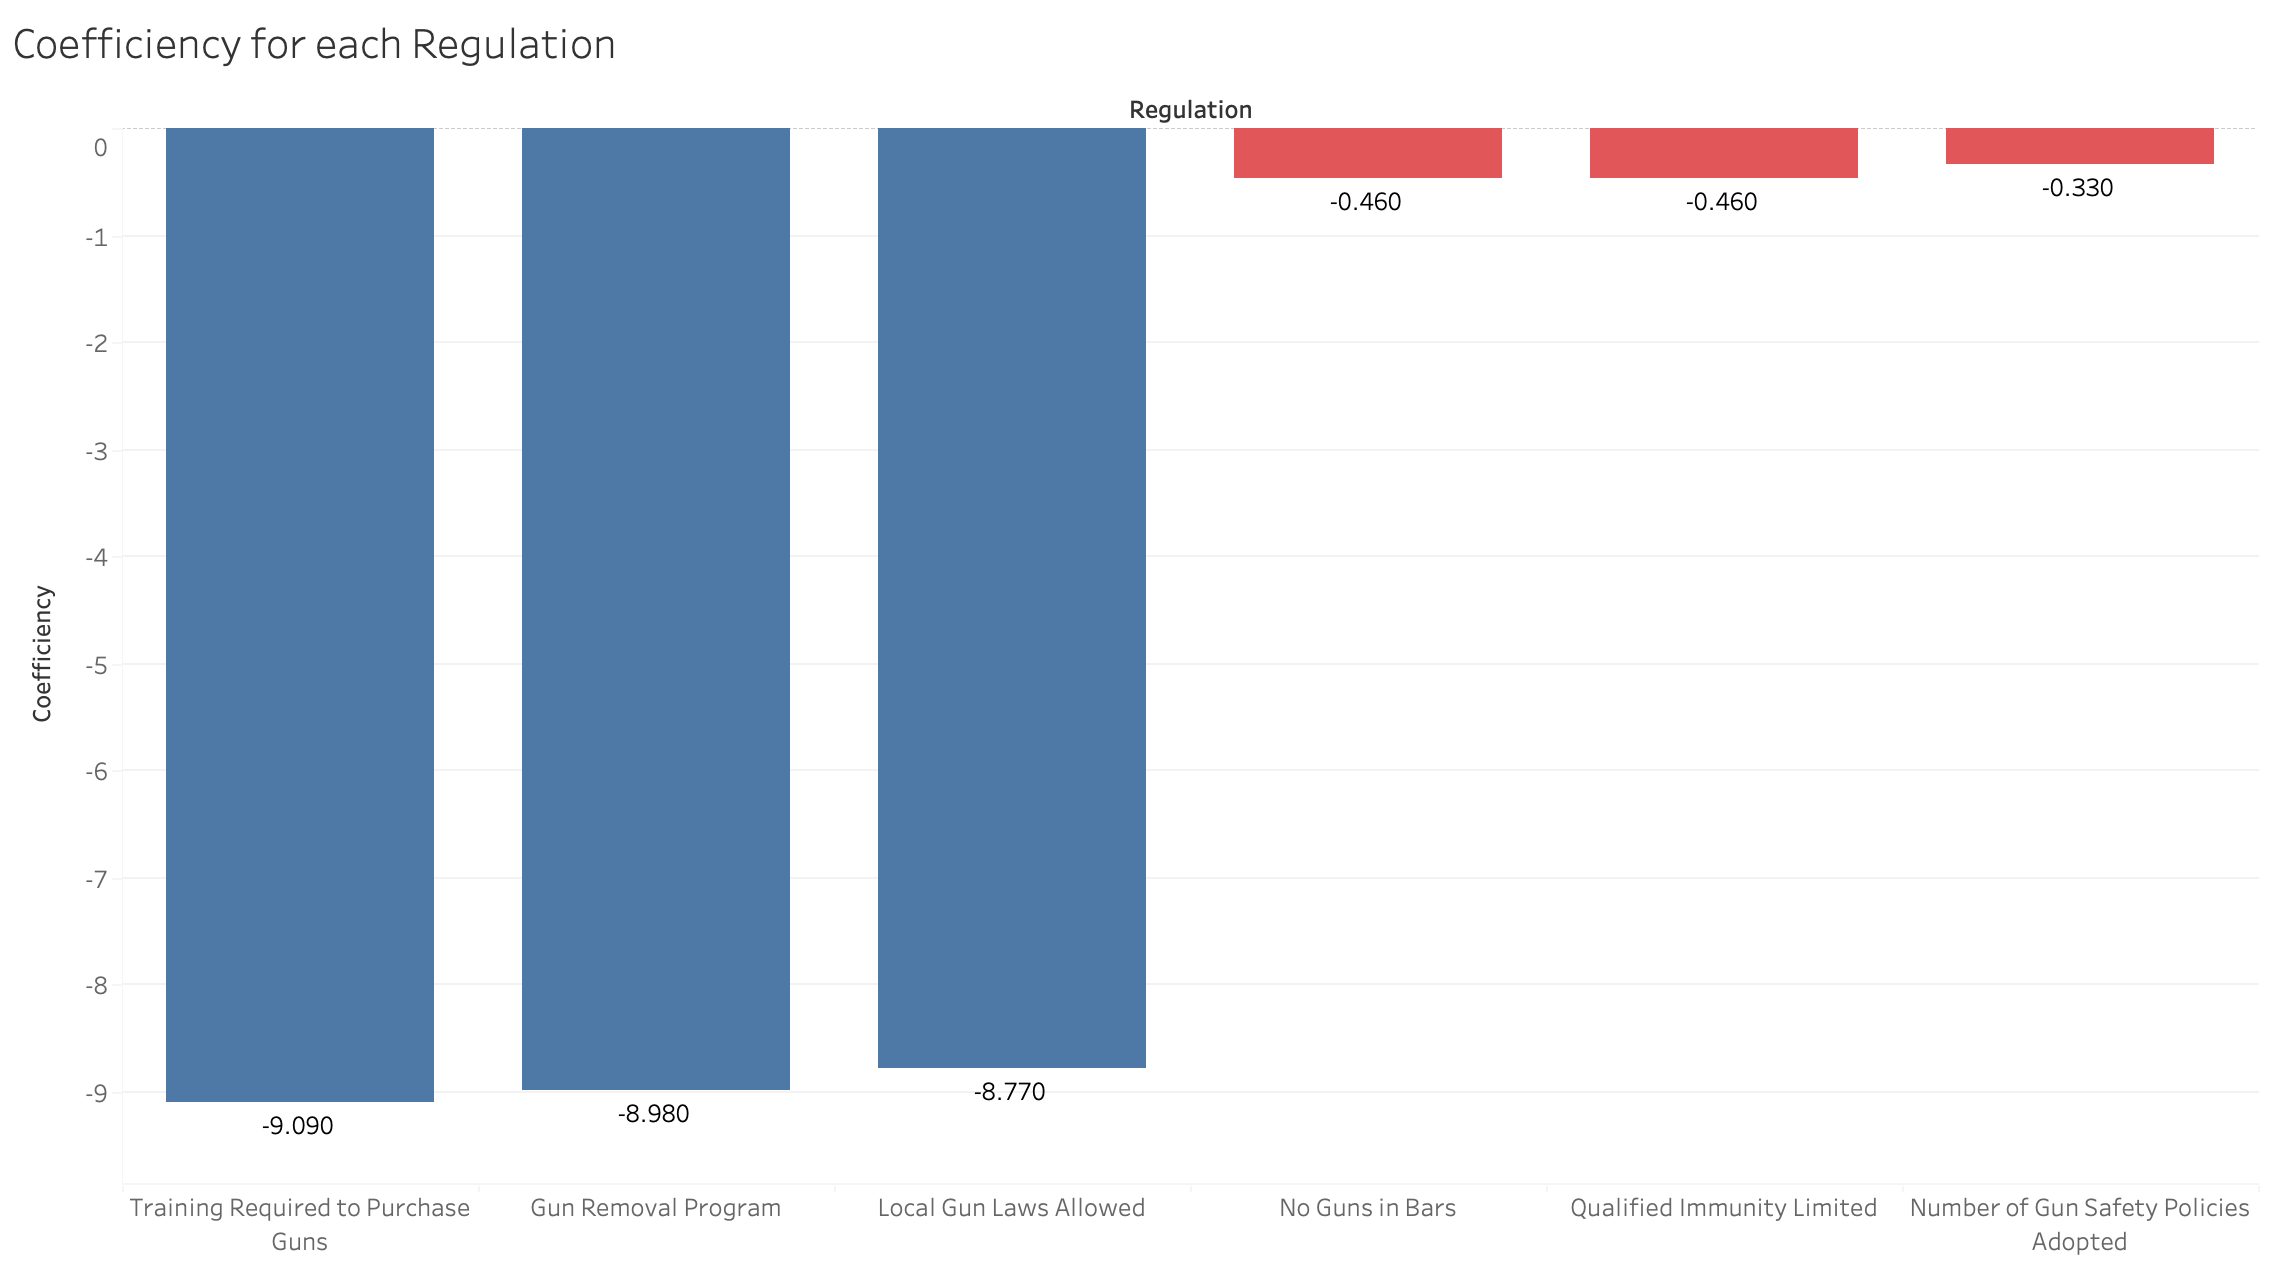 Coefficiency for each Regulation
Regulation
0
-1
-2
-3
-4
-5
-6
-7
-8
-9
Coefficiency
-9.090
-8.980
-8.770
-0.460
-0.460
-0.330
Training Required to Purchase
Guns
Gun Removal Program
Local Gun Laws Allowed
No Guns in Bars
Qualified Immunity Limited
Number of Gun Safety Policies
Adopted